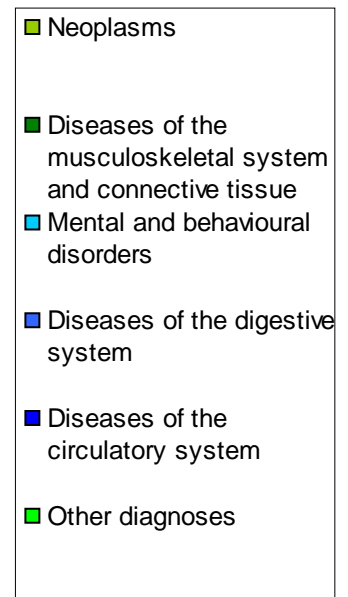 Neoplasms
Diseases of the
musculoskeletal system
and connective tissue
Mental and behavioural
disorders
Diseases of the digestive
system
Diseases of the
circulatory system
Other diagnoses